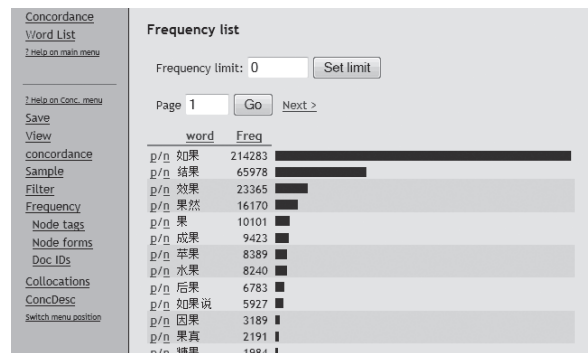 Concordance
Word List
? Help on main menu
? Help on Conc. menu
Save
View
concordance
Sample
Filter
Frequency
Node tags
Node forms
Doc IDs
Collocations
ConcDesc
Switch menu position
Frequency list
Frequency limit: 0 Set limit
Page 1 Go Next >
word Freq
p/n 如果 214283
p/n 结果 65978
p/n 效果 23365
p/n 果然 16170
p/n 果 10101
p/n 成果 9423
p/n 苹果 8389
p/n 水果 8240
p/n 后果 6783
p/n 如果说 5927
p/n 因果 3189
p/n 果真 2191
p/n 糖果 1984